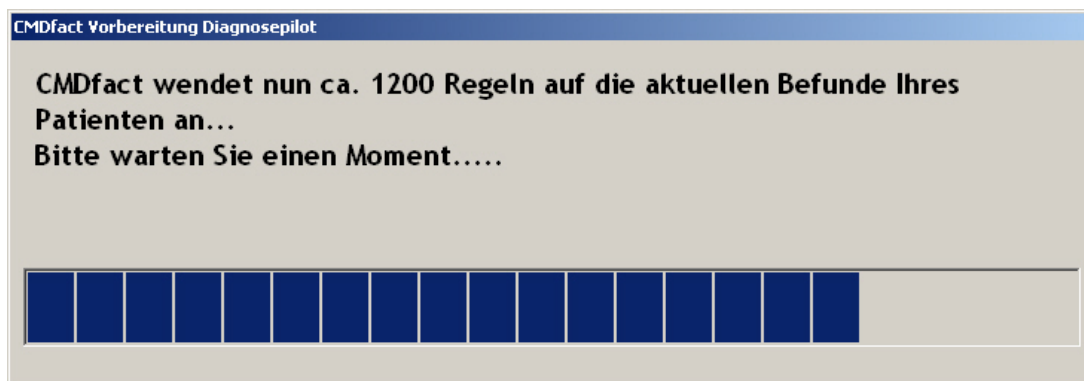 CMDfact Vorbereitung Diagnosepilot
CMDfact wendet nun ca. 1200 Regeln auf die aktuellen Befunde Ihres
Patienten an...
Bitte warten Sie einen Moment.....